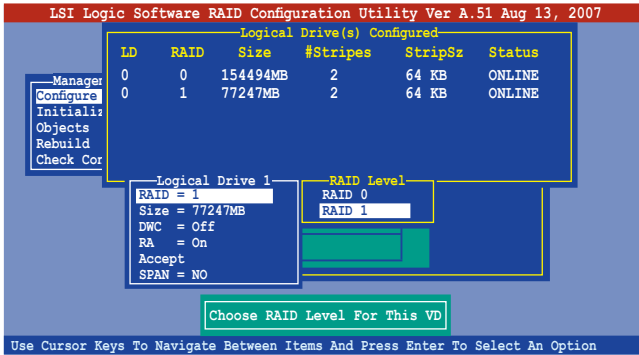 LSI Logic Software RAID Configuration Utility Ver A.51 Aug 13, 2007
Logical Drive(s) Configured
LD RAID Size #Stripes StripSz Status
0 0 154494MB 2 64 KB ONLINE
0 1 77247MB 2 64 KB ONLINE
Manager
Configure
Initializ
Objects
Rebuild
Check Con
Logical Drive 1
RAID = 1
Size = 77247MB
DWC = Off
RA = On
Accept
SPAN = NO
RAID Level
RAID 0
RAID 1
Choose RAID Level For This VD
Use Cursor Keys To Navigate Between Items And Press Enter To Select An Option